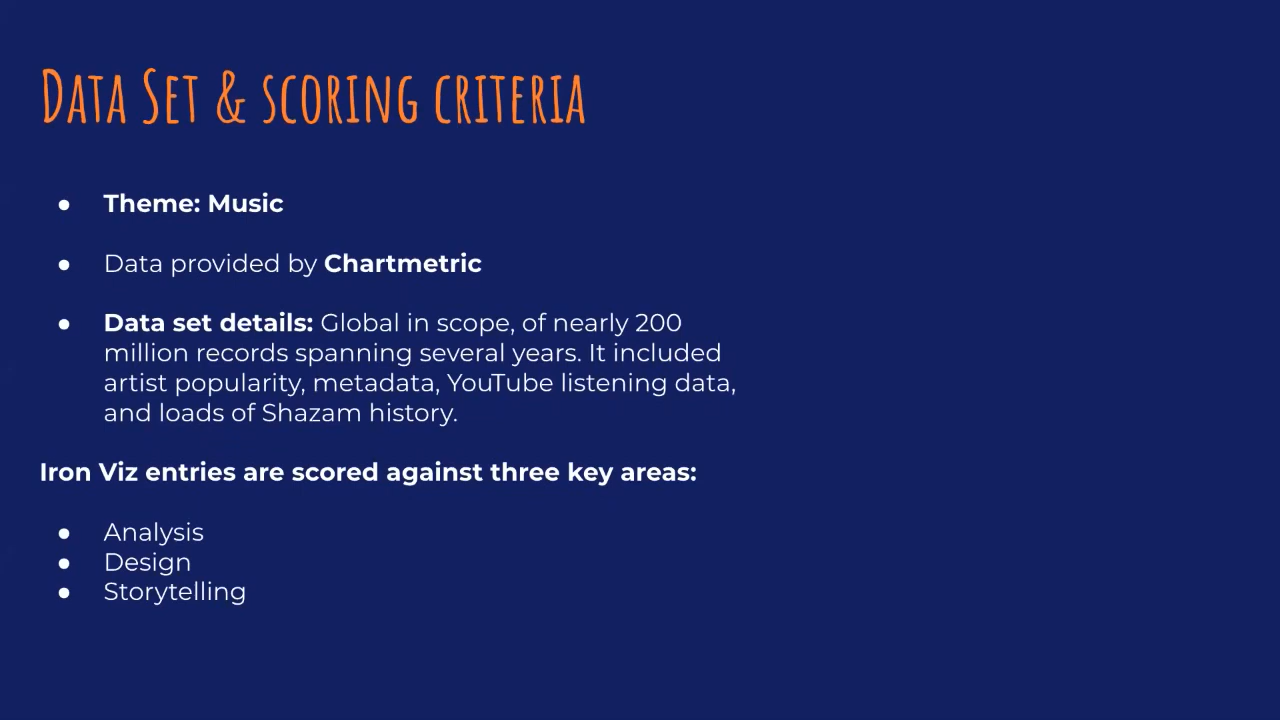 Data Set & scoring criteria
● Theme: Music
● Data provided by Chartmetric
● Data set details: Global in scope, of nearly 200
million records spanning several years. It included
artist popularity, metadata, YouTube listening data,
and loads of Shazam history.
Iron Viz entries are scored against three key areas:
● Analysis
● Design
● Storytelling